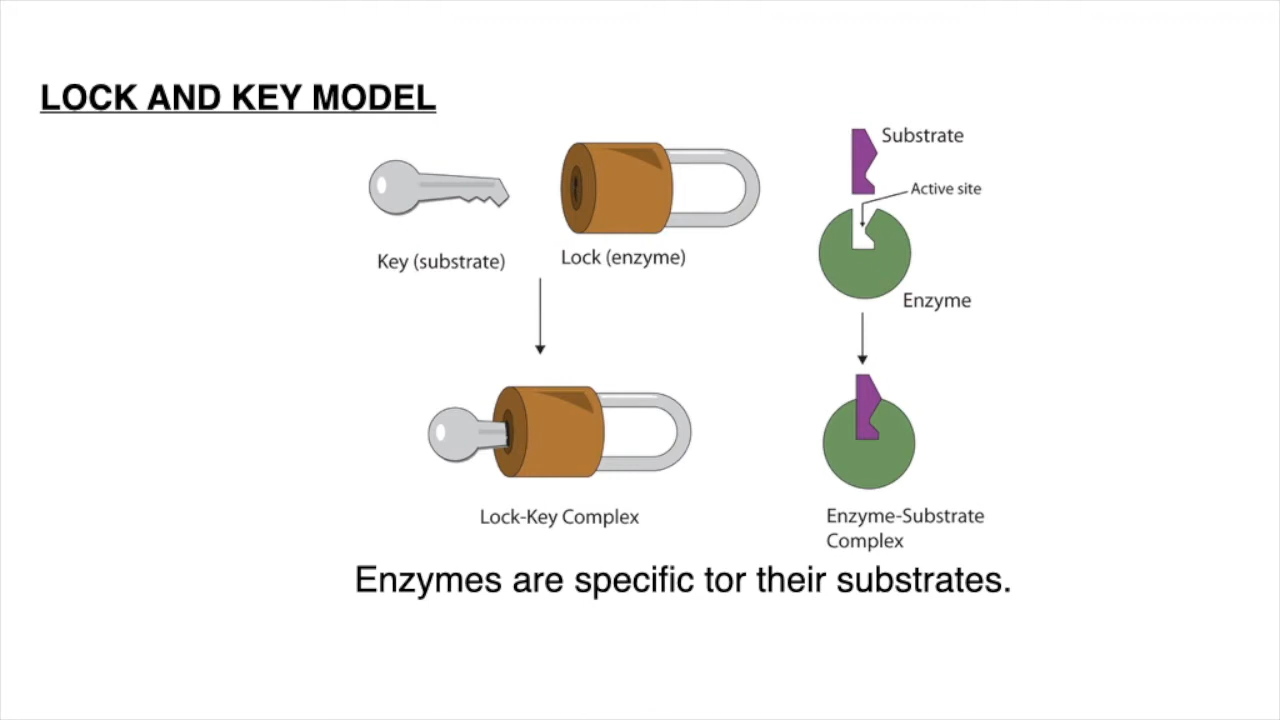 LOCK AND KEY MODEL
Substrate
Active site
Key (substrate)
Lock (enzyme)
Enzyme
Lock-Key Complex
Enzyme-Substrate
Complex
Enzymes are specific tor their substrates.